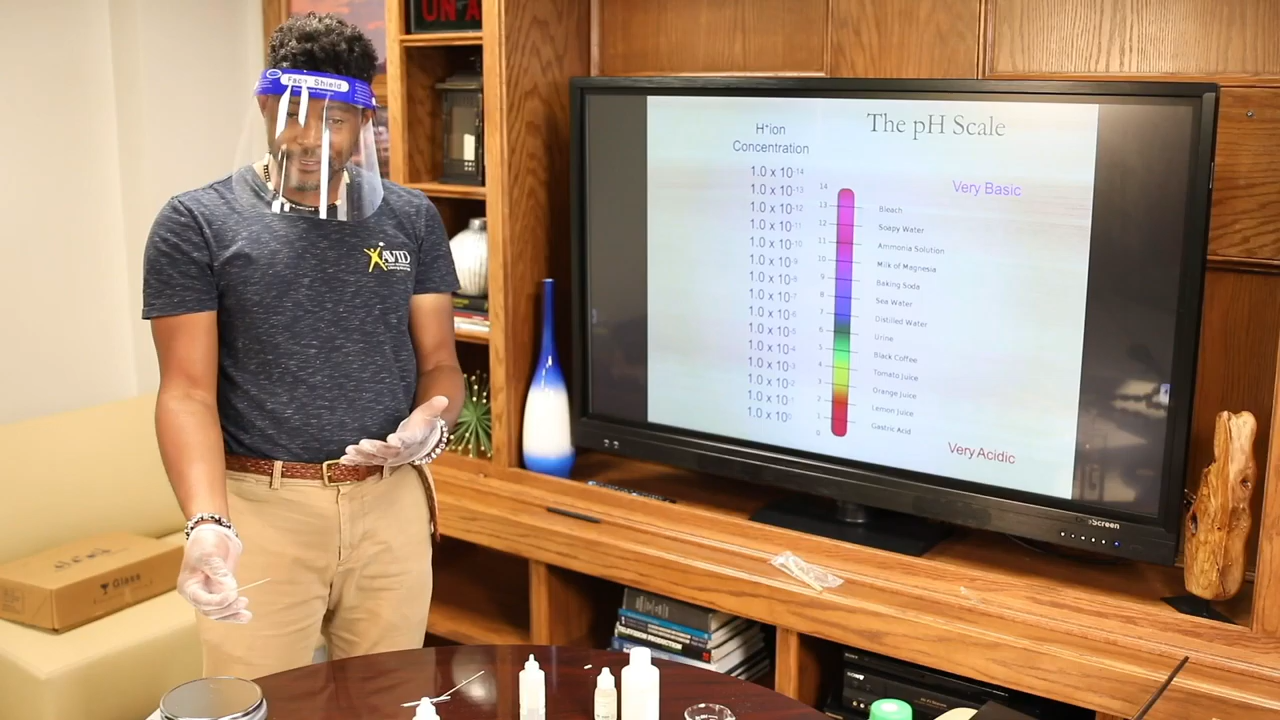 UN A
Face Shield
AVID
Glass
The pH Scale
H+ion
Concentration
1.0 x 10-14
1.0 x 10-13
1.0 x 10-12
1.0 x 10-11
1.0 x 10-10
1.0 x 10-9
1.0 x 10-8
1.0 x 10-7
1.0 x 10-6
1.0 x 10-5
1.0 x 10-4
1.0 x 10-3
1.0 x 10-2
1.0 x 10-1
1.0 x 100
14
13
12
11
10
9
8
7
6
5
4
3
2
1
0
Very Basic
Bleach
Soapy Water
Ammonia Solution
Milk of Magnesia
Baking Soda
Sea Water
Distilled Water
Urine
Black Coffee
Tomato Juice
Orange Juice
Lemon Juice
Gastric Acid
Very Acidic
Screen
TELEVISION PRODUCTION
SONY